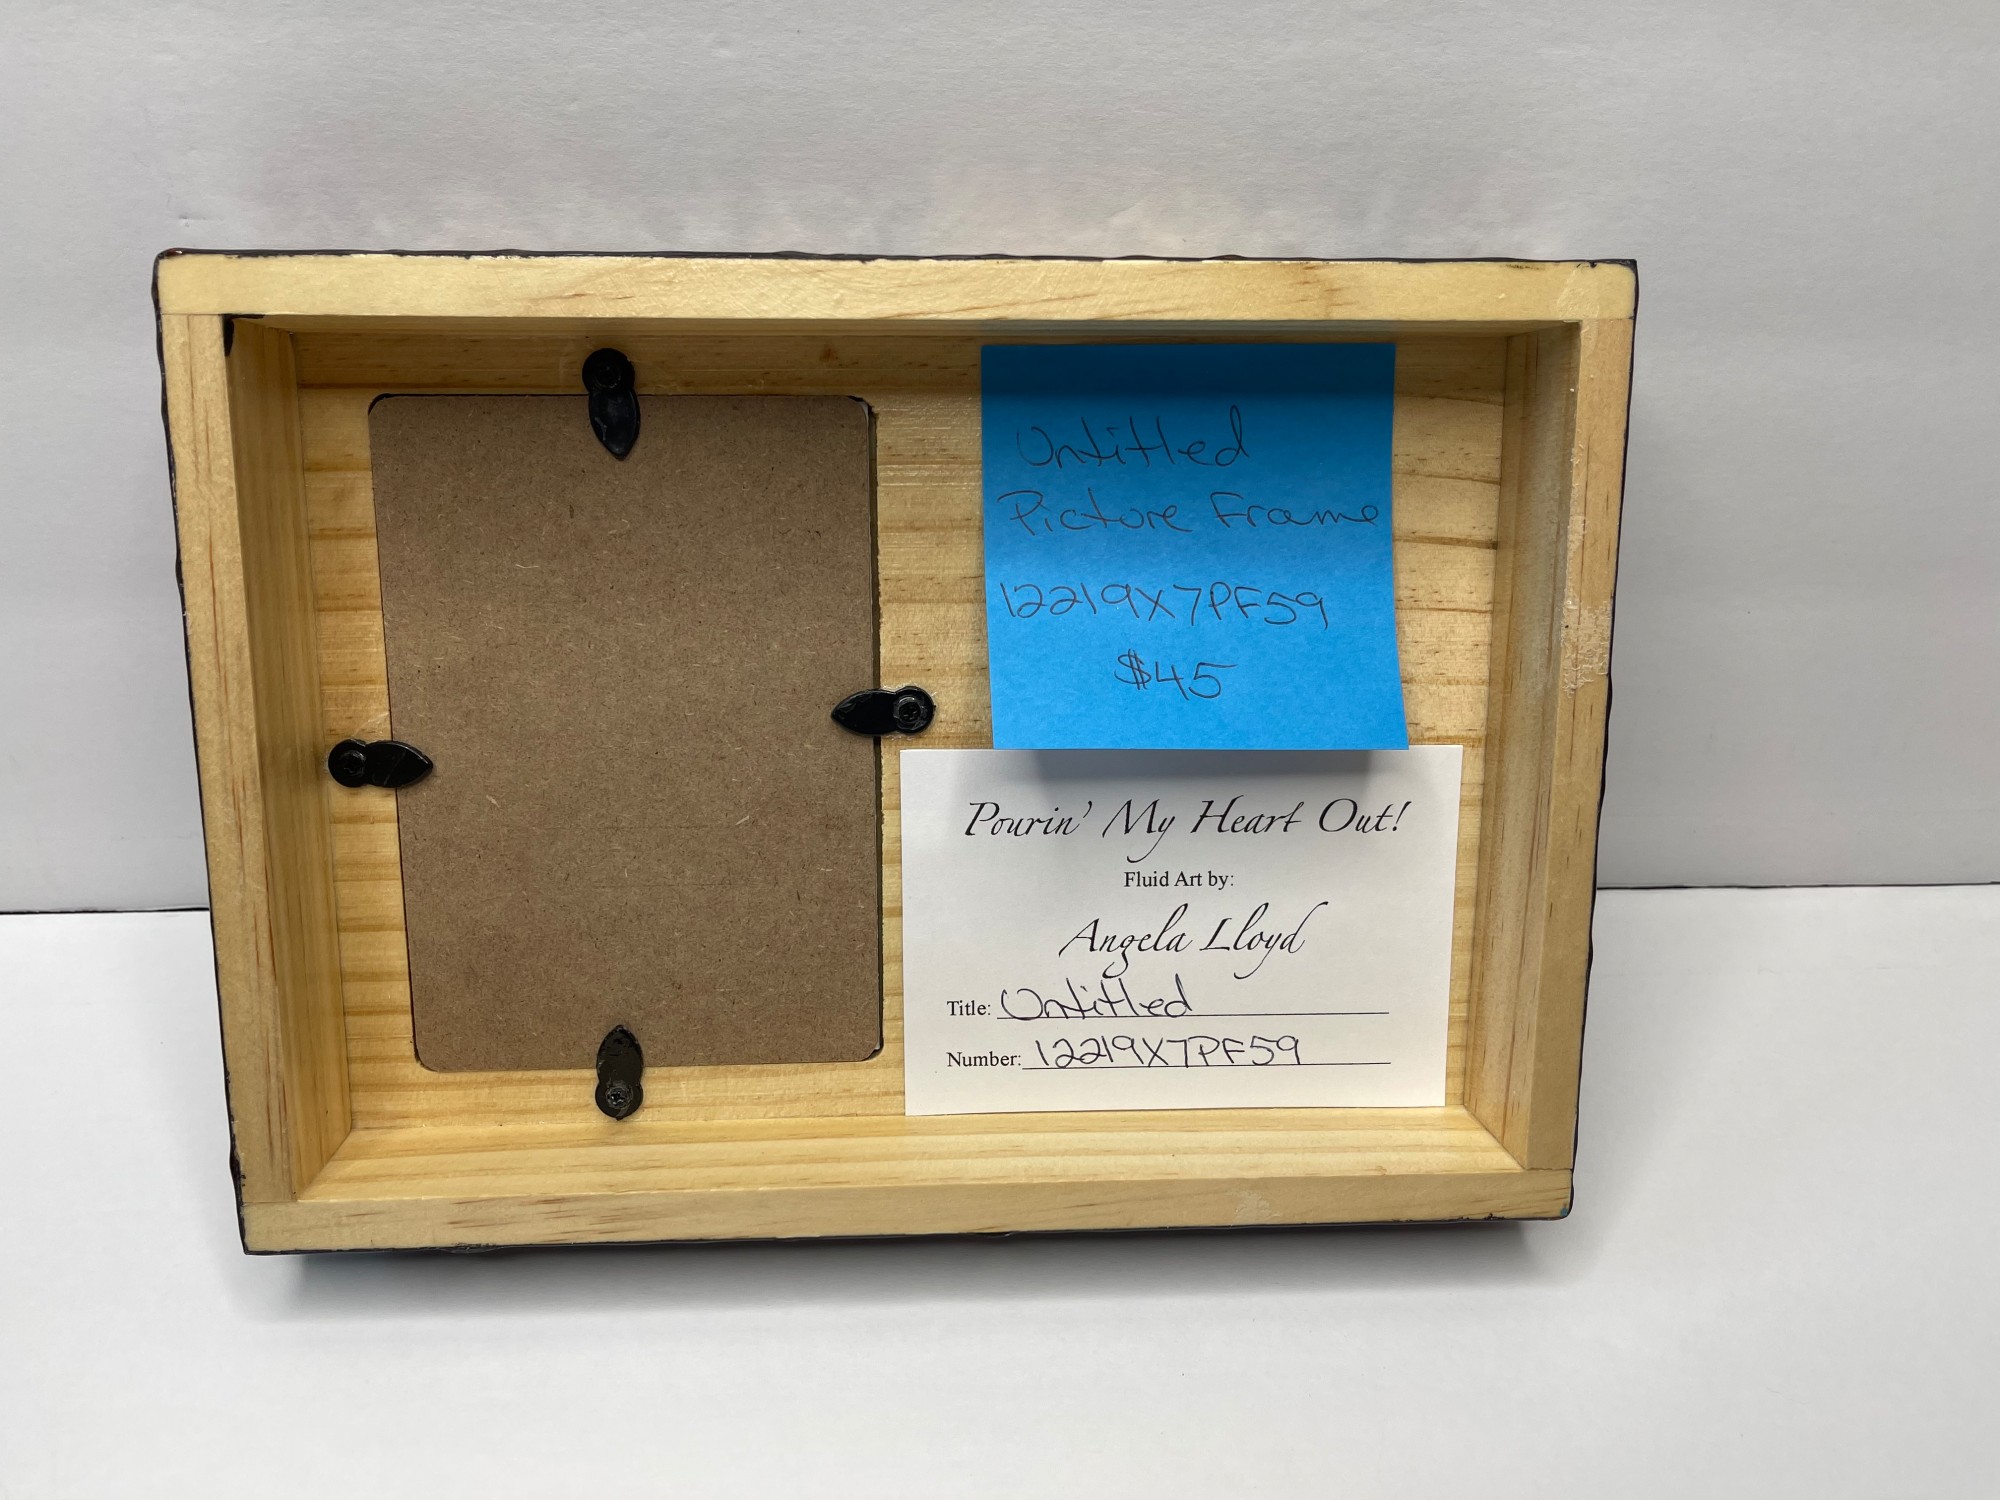 Untitled
Picture Frame
12219X7PF59
$45
Pourin' My Heart Out!
Fluid Art by:
Angela Lloyd
Title: Untitled
Number: 12219X7PF59